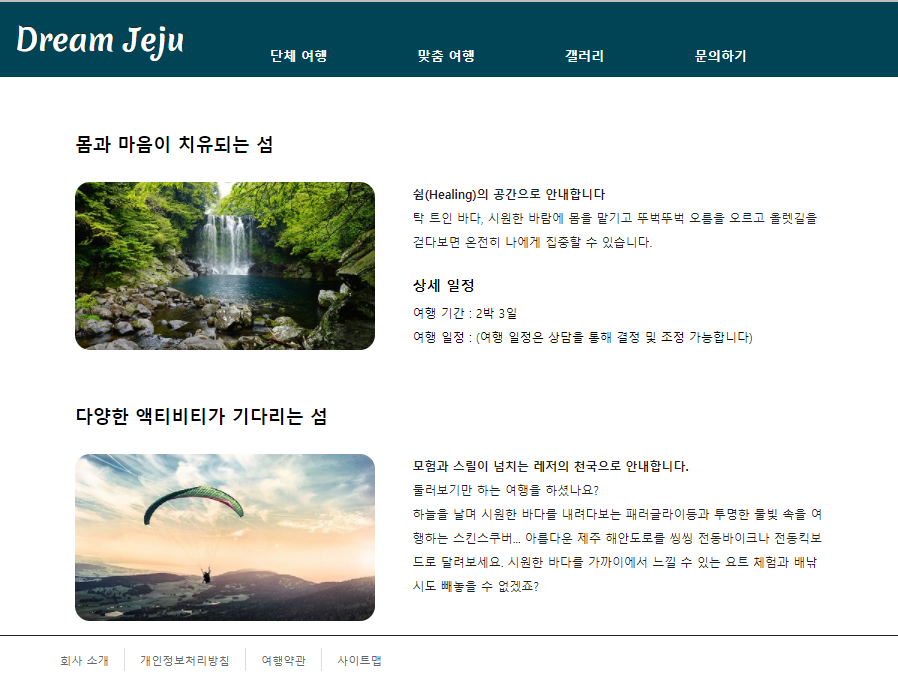 Dream Jeju
단체 여행 맞춤 여행 갤러리 문의하기
몸과 마음이 치유되는 섬
쉼(Healing)의 공간으로 안내합니다
탁 트인 바다, 시원한 바람에 몸을 맡기고 뚜벅뚜벅 오름을 오르고 올렛길을
걷다보면 온전히 나에게 집중할 수 있습니다.
상세 일정
여행 기간 : 2박 3일
여행 일정 : (여행 일정은 상담을 통해 결정 및 조정 가능합니다)
다양한 액티비티가 기다리는 섬
모험과 스릴이 넘치는 레저의 천국으로 안내합니다.
둘러보기만 하는 여행을 하셨나요?
하늘을 날며 시원한 바다를 내려다보는 패러글라이등과 투명한 물빛 속을 여
행하는 스킨스쿠버... 아름다운 제주 해안도로를 씽씽 전동바이크나 전동킥보
드로 달려보세요. 시원한 바다를 가까이에서 느낄 수 있는 요트 체험과 배낚
시도 빼놓을 수 없겠죠?
회사 소개 개인정보처리방침 여행약관 사이트맵